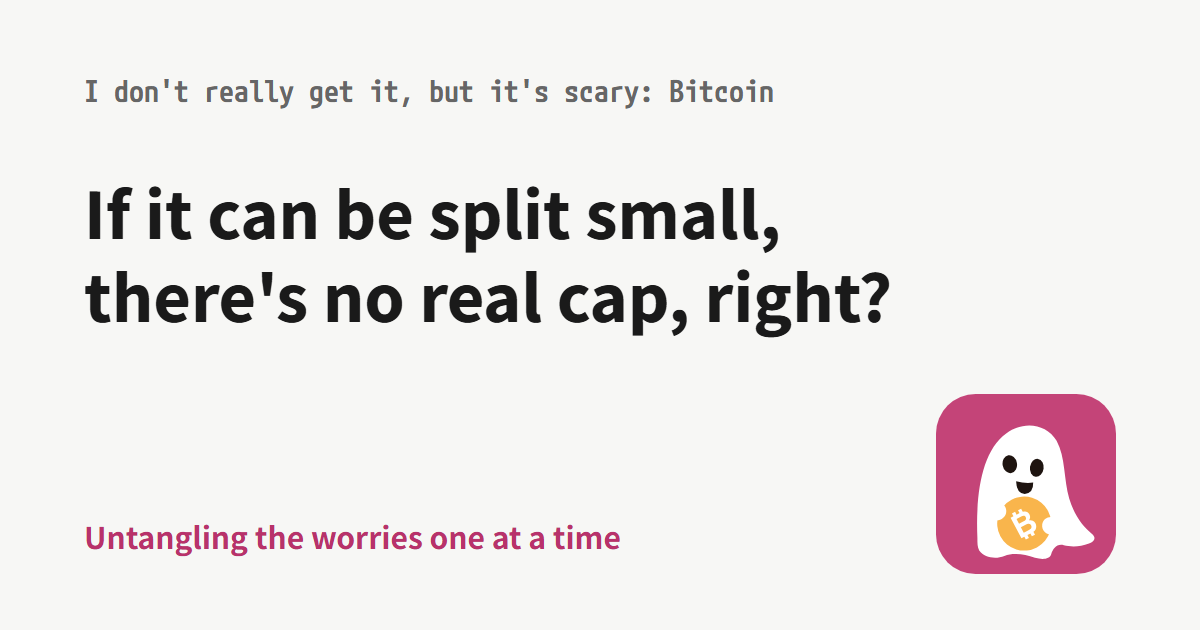 I don't really get it, but it's scary: Bitcoin
If it can be split small,
there's no real cap, right?
Untangling the worries one at a time